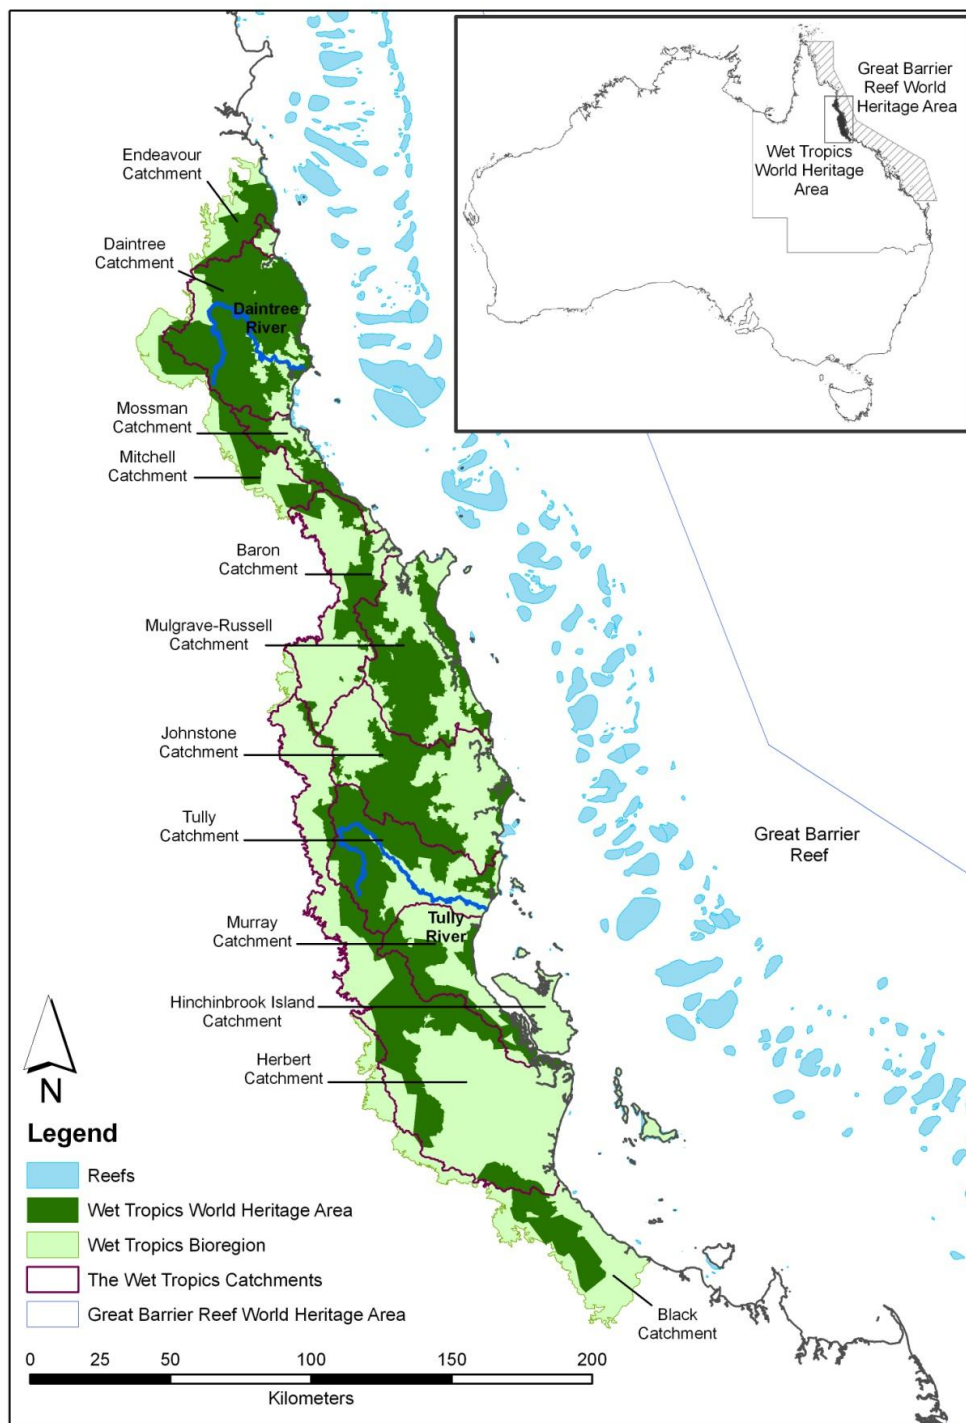 Great Barrier
Reef World
Heritage Area
Wet Tropics
World Heritage
Area
Endeavour
Catchment
Daintree
Catchment
Daintree
River
Mossman
Catchment
Mitchell
Catchment
Baron
Catchment
Mulgrave-Russell
Catchment
Johnstone
Catchment
Tully
Catchment
Great Barrier
Reef
Tully
River
Murray
Catchment
Hinchinbrook Island
Catchment
Herbert
Catchment
N
Legend
Reefs
Wet Tropics World Heritage Area
Wet Tropics Bioregion
The Wet Tropics Catchments
Great Barrier Reef World Heritage Area
Black
Catchment
0 25 50 100 150 200
Kilometers